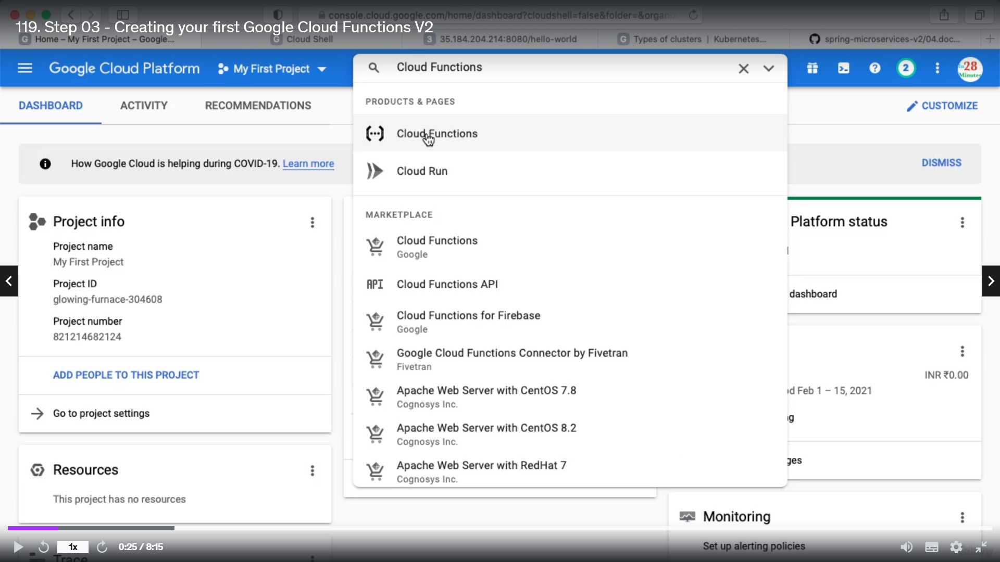 console.cloud.google.com/home/dashboard?cloudshell=false&folder=&organiz
119. Step 03 - Creating your first Google Cloud Functions V2
Home – My First Project – Google...
Cloud Shell
35.184.204.214:8080/hello-world
Types of clusters | Kubernetes...
spring-microservices-v2/04.doc...
Google Cloud Platform
My First Project
Cloud Functions
2
28
Minutes
DASHBOARD
ACTIVITY
RECOMMENDATIONS
CUSTOMIZE
PRODUCTS & PAGES
Cloud Functions
Cloud Run
How Google Cloud is helping during COVID-19. Learn more
DISMISS
MARKETPLACE
Cloud Functions
Google
API Cloud Functions API
Cloud Functions for Firebase
Google
Google Cloud Functions Connector by Fivetran
Fivetran
Apache Web Server with CentOS 7.8
Cognosys Inc.
Apache Web Server with CentOS 8.2
Cognosys Inc.
Apache Web Server with RedHat 7
Cognosys Inc.
Project info
Project name
My First Project
Project ID
glowing-furnace-304608
Project number
821214682124
ADD PEOPLE TO THIS PROJECT
Go to project settings
Resources
This project has no resources
Trace
Platform status
dashboard
INR ₹0.00
d Feb 1 – 15, 2021
g
ges
Monitoring
Set up alerting policies
1x
0:25 / 8:15